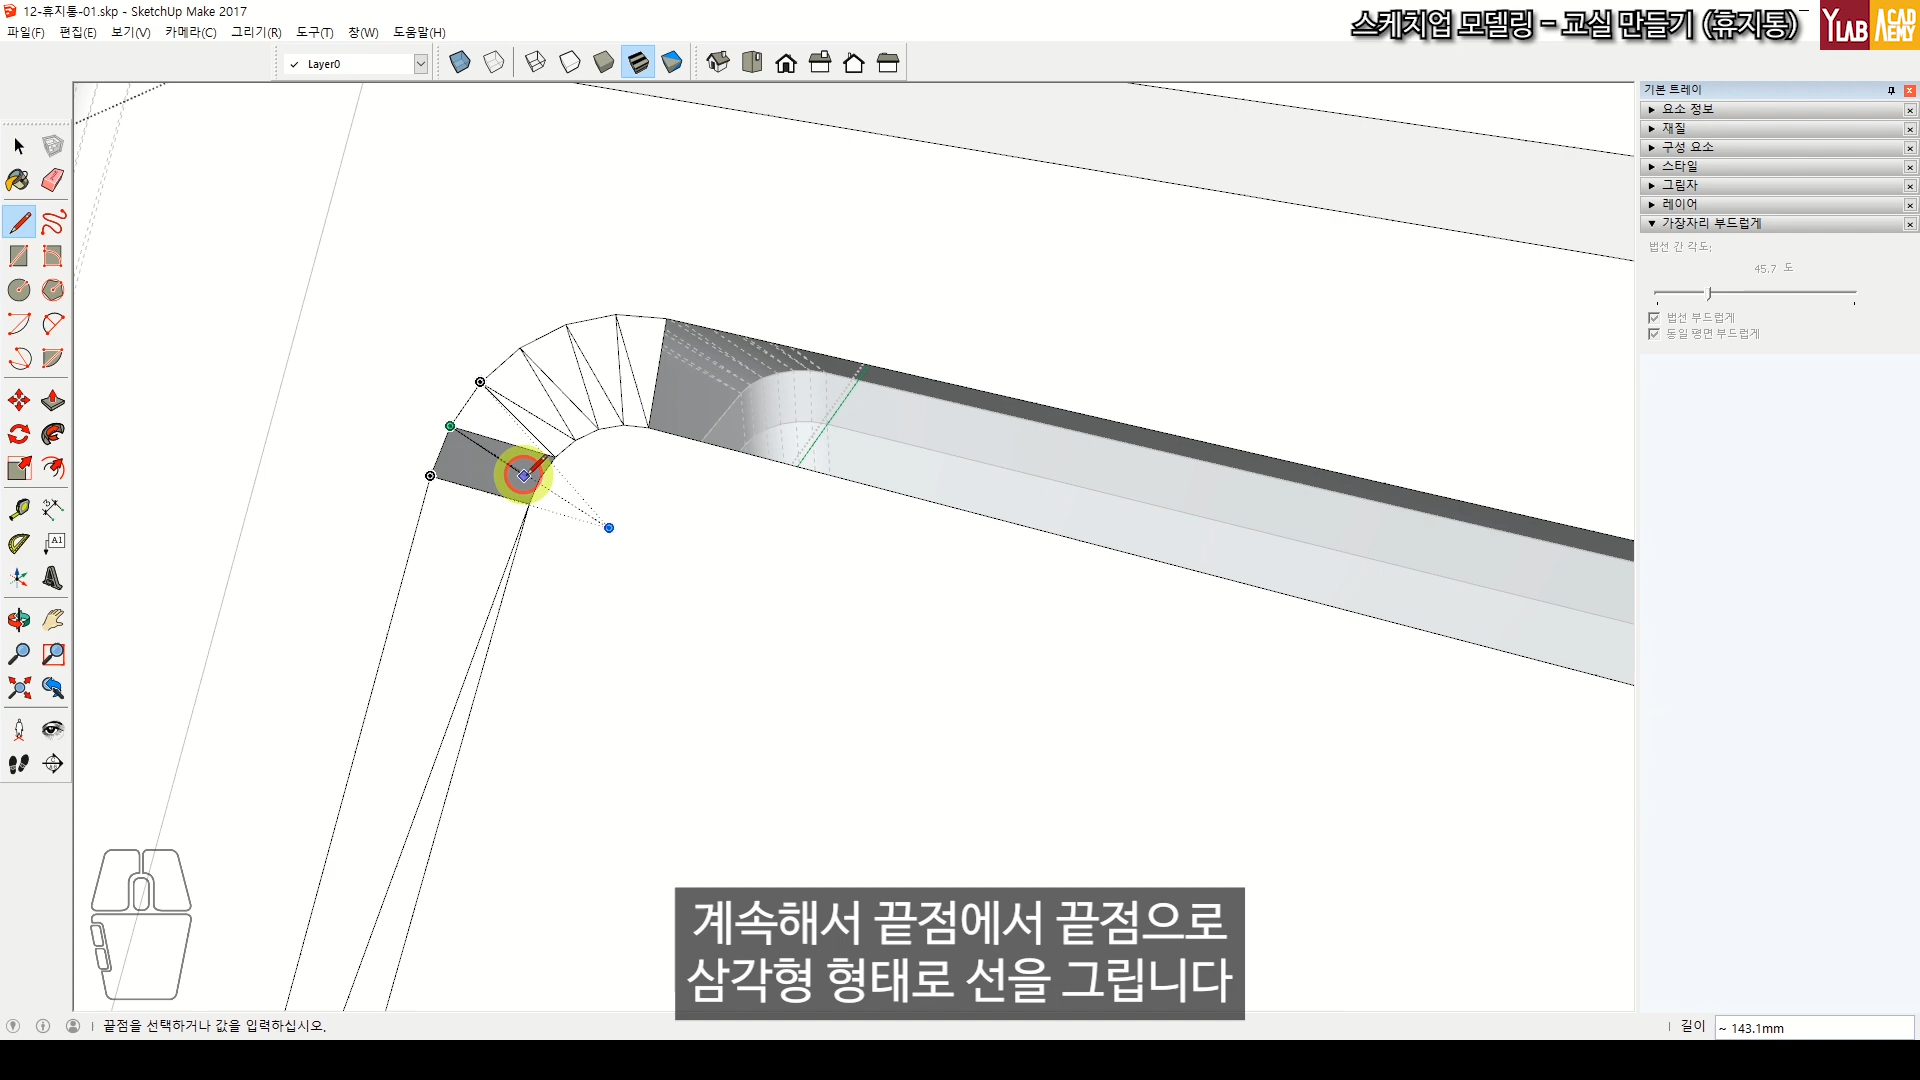 12-휴지통-01.skp - SketchUp Make 2017
파일(F) 편집(E) 보기(V) 카메라(C) 그리기(R) 도구(T) 창(W) 도움말(H)
스케치업 모델링 - 교실 만들기 (휴지통)
YLAB ACADEMY
Layer0
기본 트레이
요소 정보
재질
구성 요소
스타일
그림자
레이어
가장자리 부드럽게
법선 간 각도:
45.7 도
법선 부드럽게
동일 평면 부드럽게
A1
계속해서 끝점에서 끝점으로
삼각형 형태로 선을 그립니다
끝점을 선택하거나 값을 입력하십시오.
길이 ~ 143.1mm